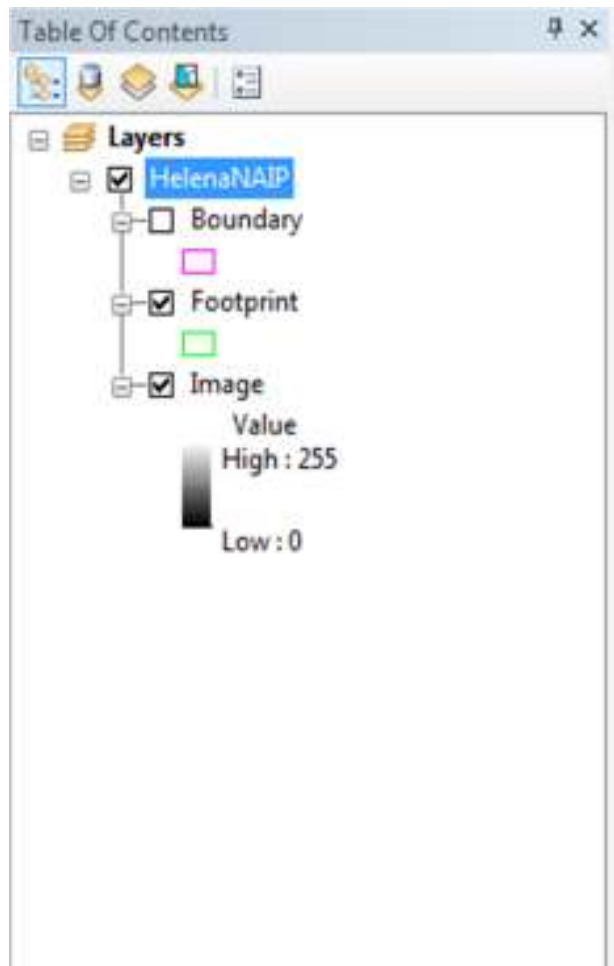 Table Of Contents
Layers
HelenaNAIP
Boundary
Footprint
Image
Value
High : 255
Low : 0